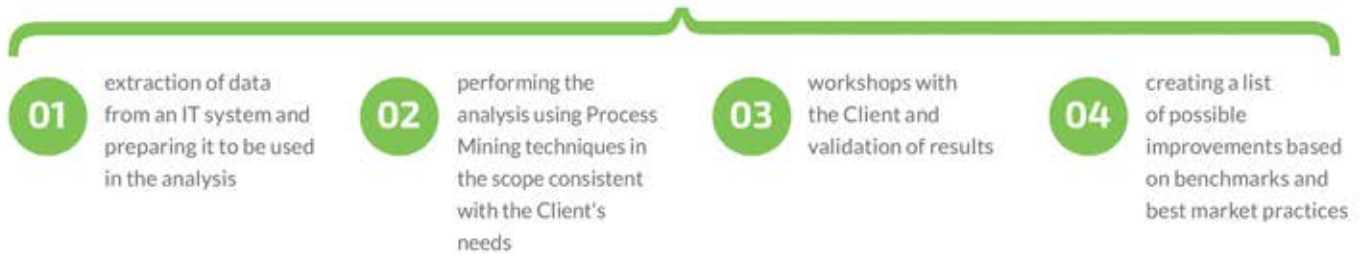 01
extraction of data
from an IT system and
preparing it to be used
in the analysis
02
performing the
analysis using Process
Mining techniques in
the scope consistent
with the Client's
needs
03
workshops with
the Client and
validation of results
04
creating a list
of possible
improvements based
on benchmarks and
best market practices